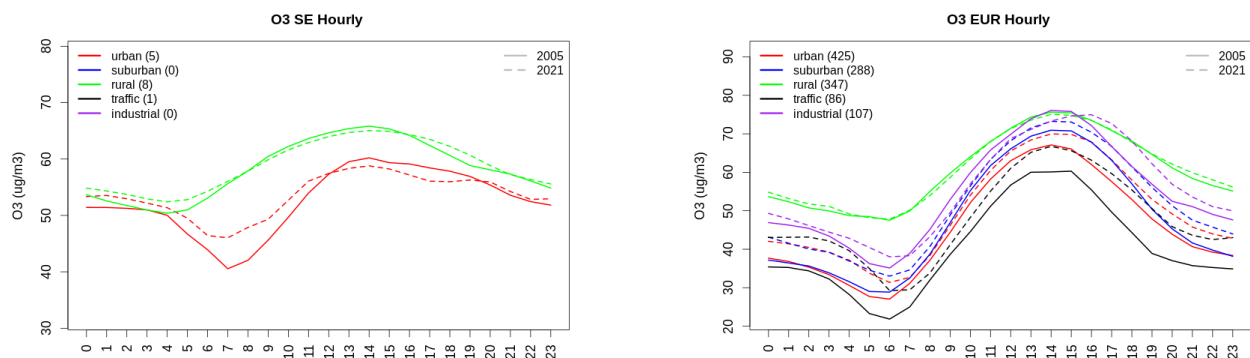 O3 SE Hourly
O3 (ug/m3)
80
70
60
50
40
30
urban (5)
suburban (0)
rural (8)
traffic (1)
industrial (0)
2005
2021
0 1 2 3 4 5 6 7 8 9 10 11 12 13 14 15 16 17 18 19 20 21 22 23
O3 EUR Hourly
O3 (ug/m3)
90
80
70
60
50
40
30
20
urban (425)
suburban (288)
rural (347)
traffic (86)
industrial (107)
2005
2021
0 1 2 3 4 5 6 7 8 9 10 11 12 13 14 15 16 17 18 19 20 21 22 23